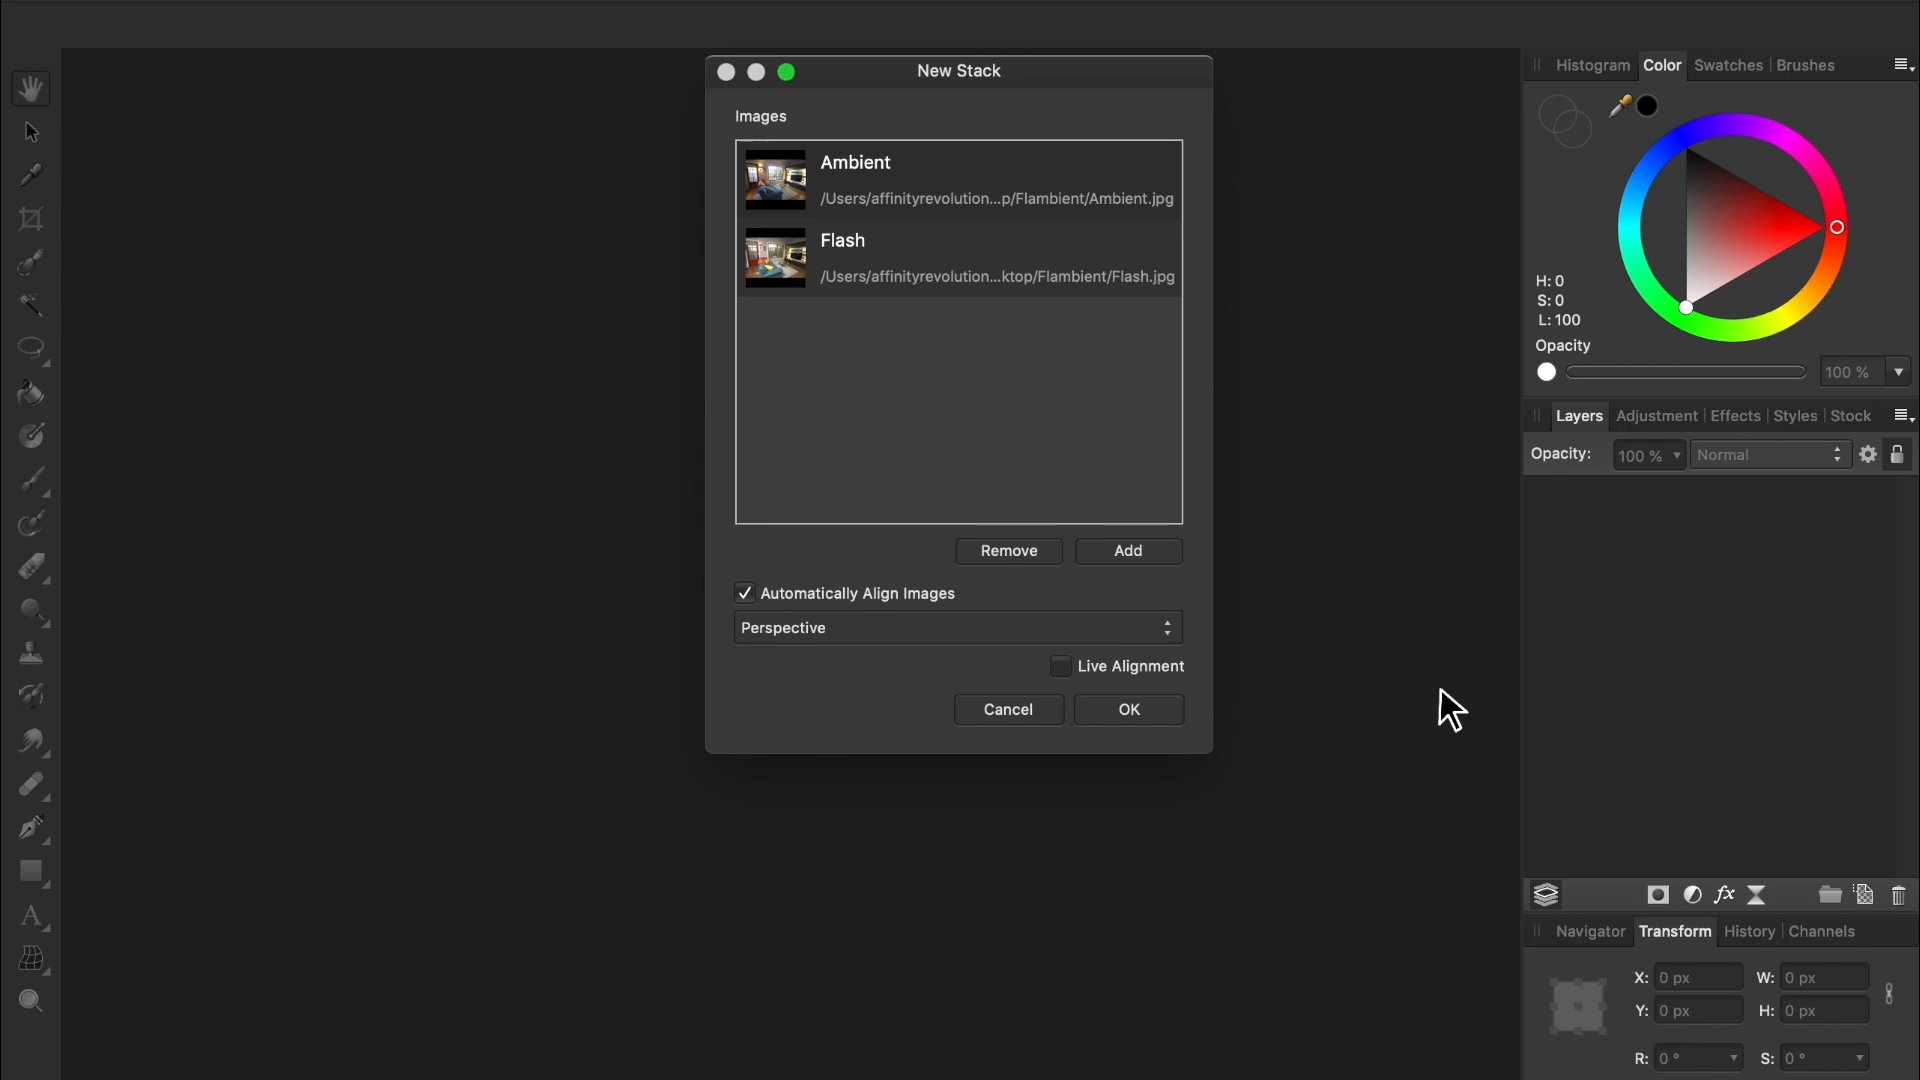 New Stack
Images
Ambient
/Users/affinityrevolution...p/Flambient/Ambient.jpg
Flash
/Users/affinityrevolution...ktop/Flambient/Flash.jpg
Remove
Add
Automatically Align Images
Perspective
Live Alignment
Cancel
OK
Histogram Color Swatches Brushes
H: 0
S: 0
L: 100
Opacity
100 %
Layers Adjustment Effects Styles Stock
Opacity: 100 % Normal
fx
Navigator Transform History Channels
X: 0 px W: 0 px
Y: 0 px H: 0 px
R: 0 ° S: 0 °
A